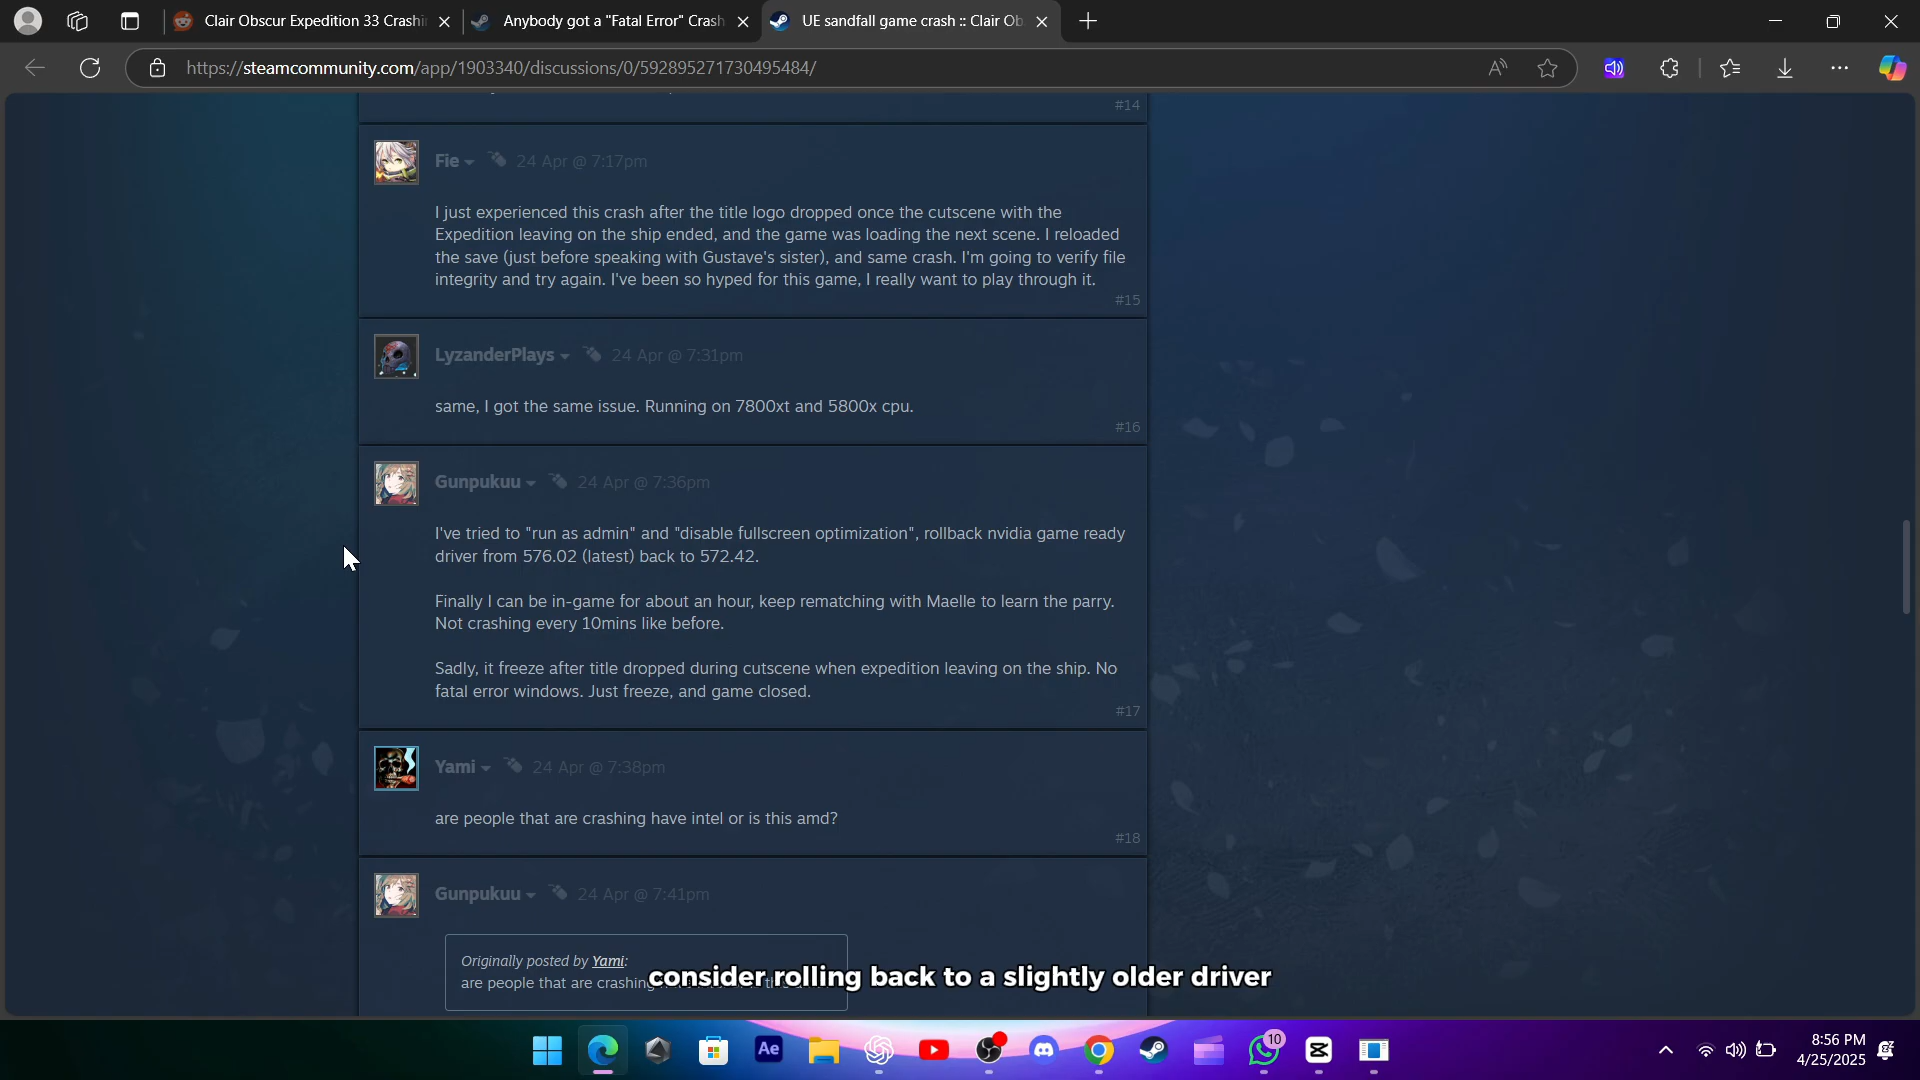 Clair Obscur Expedition 33 Crashi
Anybody got a "Fatal Error" Crash
UE sandfall game crash :: Clair Ob
https://steamcommunity.com/app/1903340/discussions/0/592895271730495484/
#14
Fie 24 Apr @ 7:17pm
I just experienced this crash after the title logo dropped once the cutscene with the
Expedition leaving on the ship ended, and the game was loading the next scene. I reloaded
the save (just before speaking with Gustave's sister), and same crash. I'm going to verify file
integrity and try again. I've been so hyped for this game, I really want to play through it.
#15
LyzanderPlays 24 Apr @ 7:31pm
same, I got the same issue. Running on 7800xt and 5800x cpu.
#16
Gunpukuu 24 Apr @ 7:36pm
I've tried to "run as admin" and "disable fullscreen optimization", rollback nvidia game ready
driver from 576.02 (latest) back to 572.42.
Finally I can be in-game for about an hour, keep rematching with Maelle to learn the parry.
Not crashing every 10mins like before.
Sadly, it freeze after title dropped during cutscene when expedition leaving on the ship. No
fatal error windows. Just freeze, and game closed.
#17
Yami 24 Apr @ 7:38pm
are people that are crashing have intel or is this amd?
#18
Gunpukuu 24 Apr @ 7:41pm
Originally posted by Yami:
are people that are crashing
consider rolling back to a slightly older driver
Ae
10
8:56 PM
4/25/2025